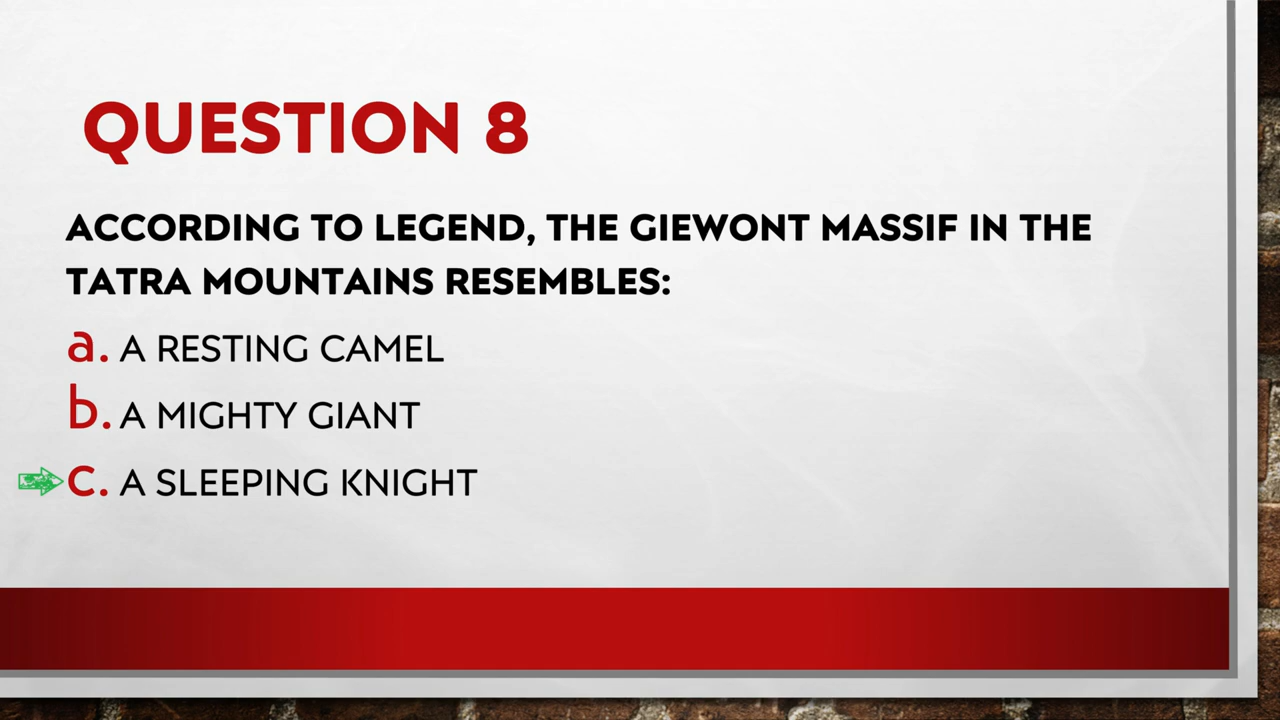 QUESTION 8
ACCORDING TO LEGEND, THE GIEWONT MASSIF IN THE
TATRA MOUNTAINS RESEMBLES:
a. A RESTING CAMEL
b. A MIGHTY GIANT
c. A SLEEPING KNIGHT